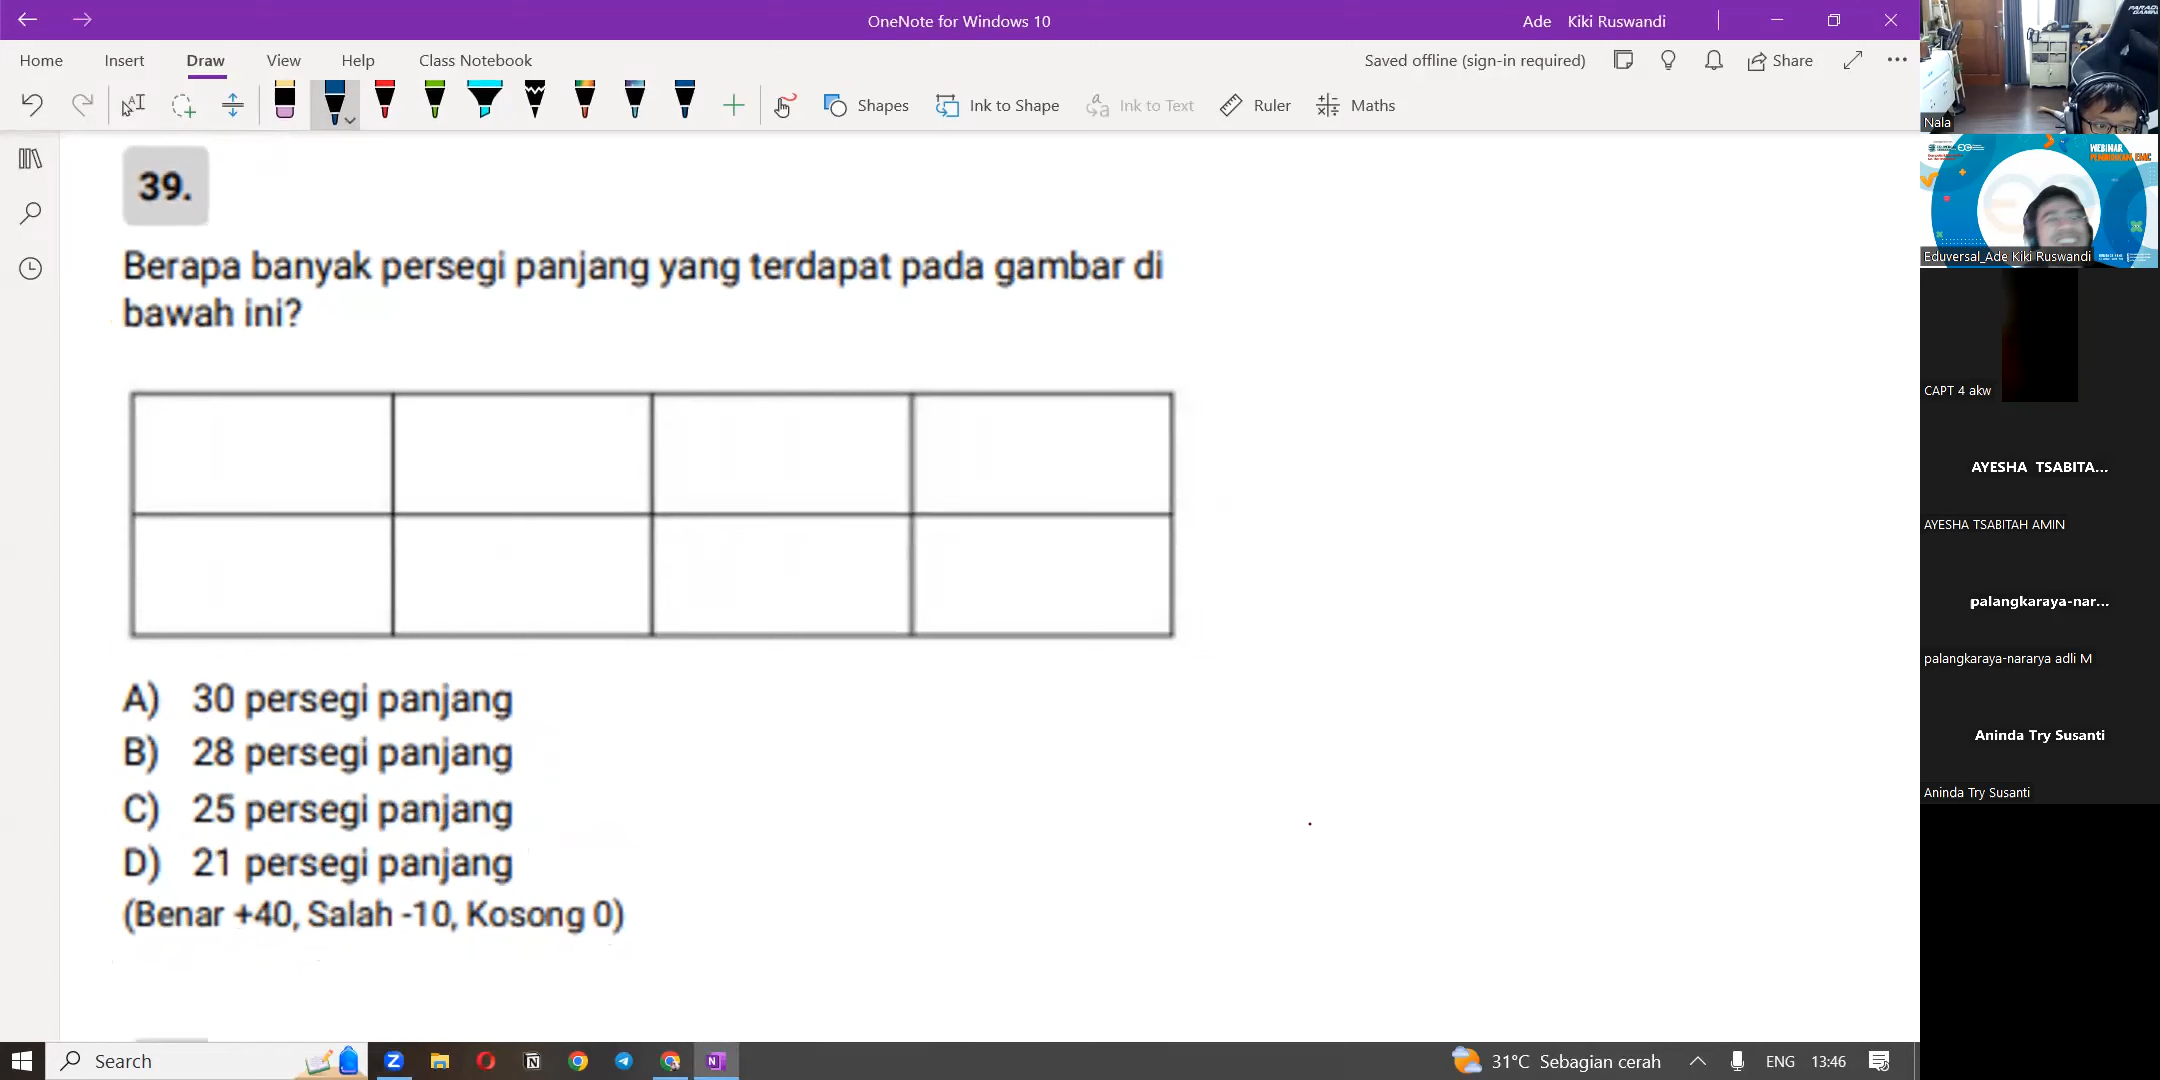 OneNote for Windows 10
Ade Kiki Ruswandi
Home Insert Draw View Help Class Notebook
Saved offline (sign-in required) Share
Shapes Ink to Shape Ink to Text Ruler Maths
39.
Berapa banyak persegi panjang yang terdapat pada gambar di
bawah ini?
A) 30 persegi panjang
B) 28 persegi panjang
C) 25 persegi panjang
D) 21 persegi panjang
(Benar +40, Salah -10, Kosong 0)
Nala
WEBINAR
PENDIDIKAN EMC
Eduversal_Ade Kiki Ruswandi
CAPT 4 akw
AYESHA TSABITA...
AYESHA TSABITAH AMIN
palangkaraya-nar...
palangkaraya-nararya adli M
Aninda Try Susanti
Aninda Try Susanti
Search
31°C Sebagian cerah ENG 13:46